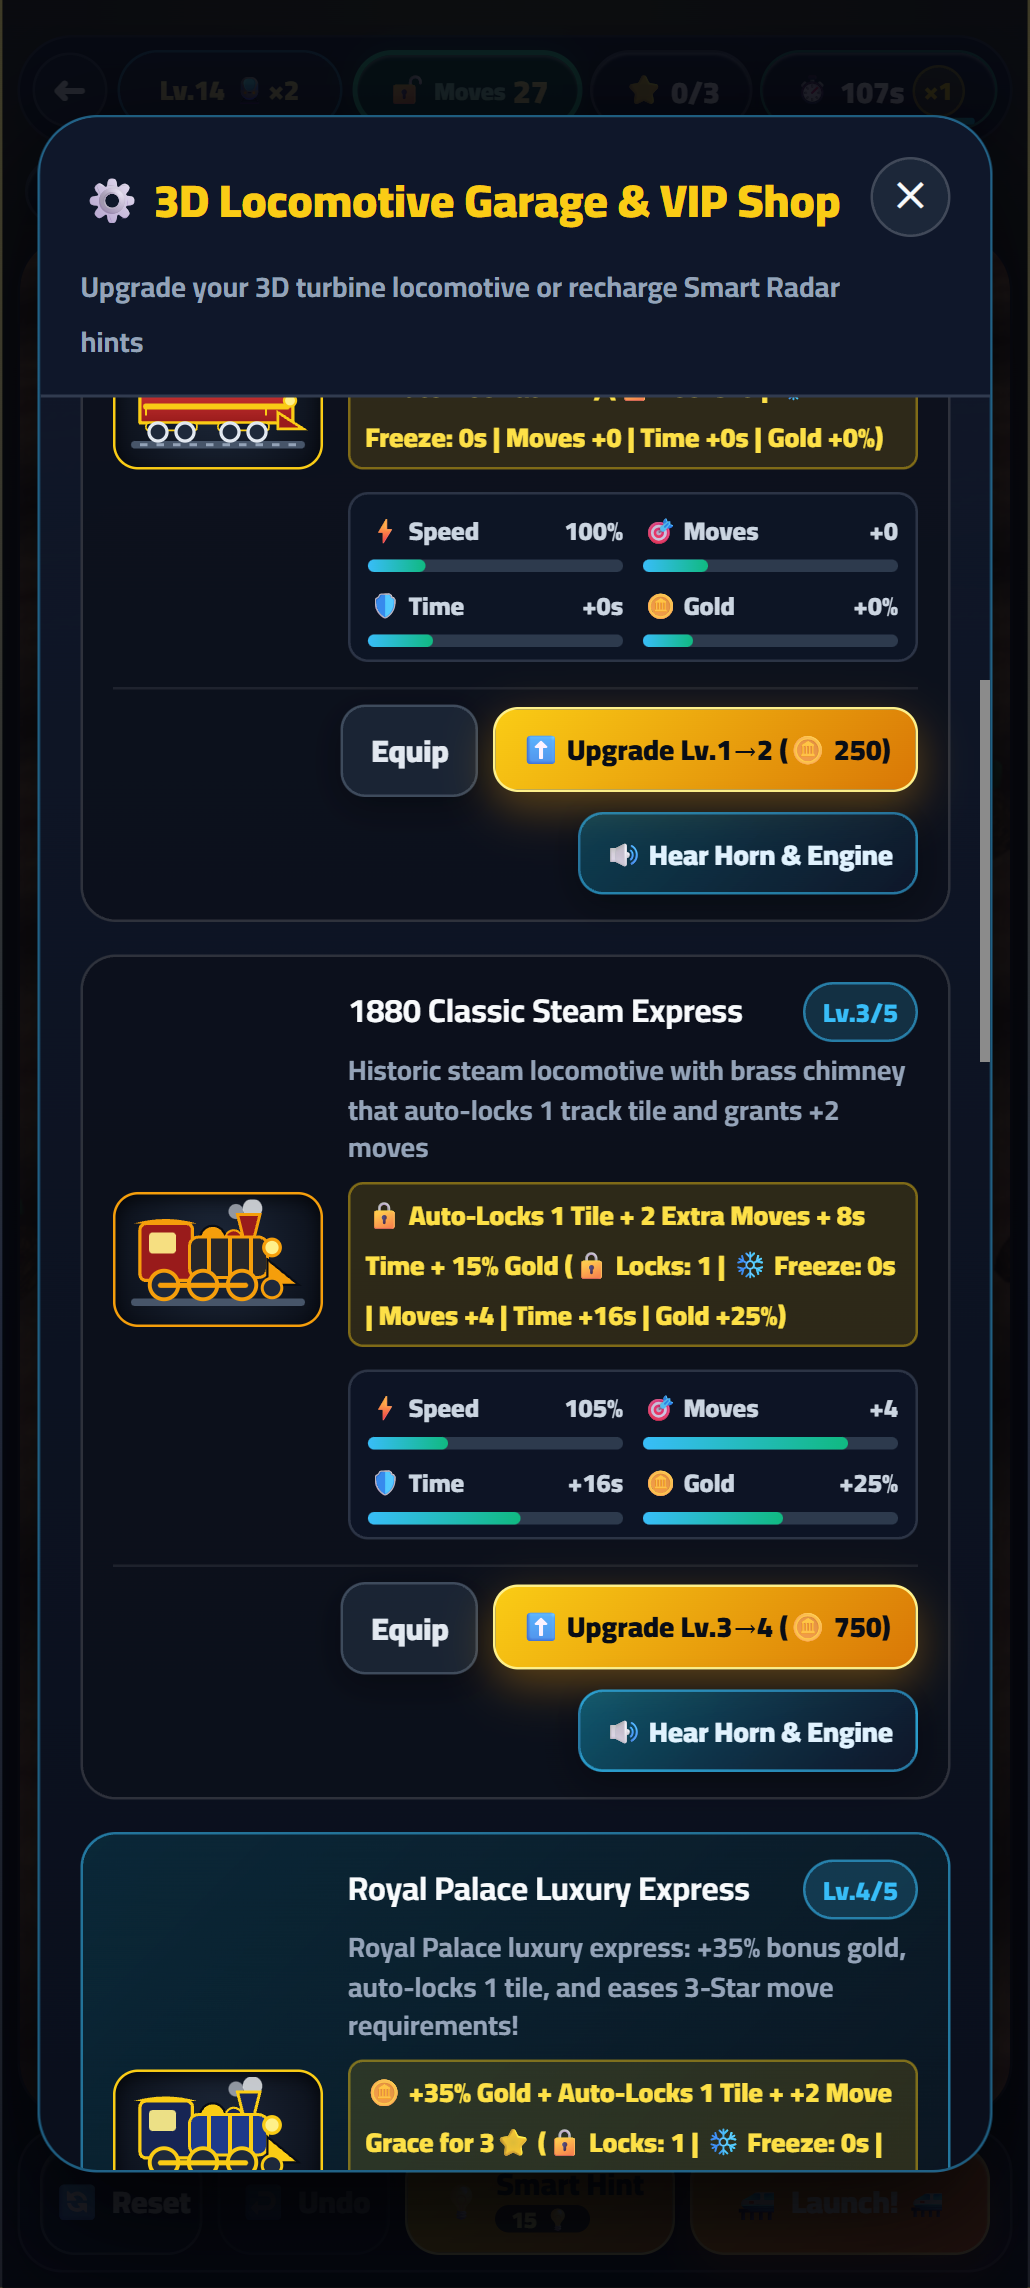 Lv.14 ×2
Moves 27
0/3
107s ×1
3D Locomotive Garage & VIP Shop
Upgrade your 3D turbine locomotive or recharge Smart Radar
hints
Freeze: 0s | Moves +0 | Time +0s | Gold +0%)
Speed 100% Moves +0
Time +0s Gold +0%
Equip
Upgrade Lv.1→2 ( 250)
Hear Horn & Engine
1880 Classic Steam Express
Lv.3/5
Historic steam locomotive with brass chimney
that auto-locks 1 track tile and grants +2
moves
Auto-Locks 1 Tile + 2 Extra Moves + 8s
Time + 15% Gold ( Locks: 1 | Freeze: 0s
| Moves +4 | Time +16s | Gold +25%)
Speed 105% Moves +4
Time +16s Gold +25%
Equip
Upgrade Lv.3→4 ( 750)
Hear Horn & Engine
Royal Palace Luxury Express
Lv.4/5
Royal Palace luxury express: +35% bonus gold,
auto-locks 1 tile, and eases 3-Star move
requirements!
+35% Gold + Auto-Locks 1 Tile + +2 Move
Grace for 3 ( Locks: 1 | Freeze: 0s |
Reset
Undo
Smart Hint
15
Launch!